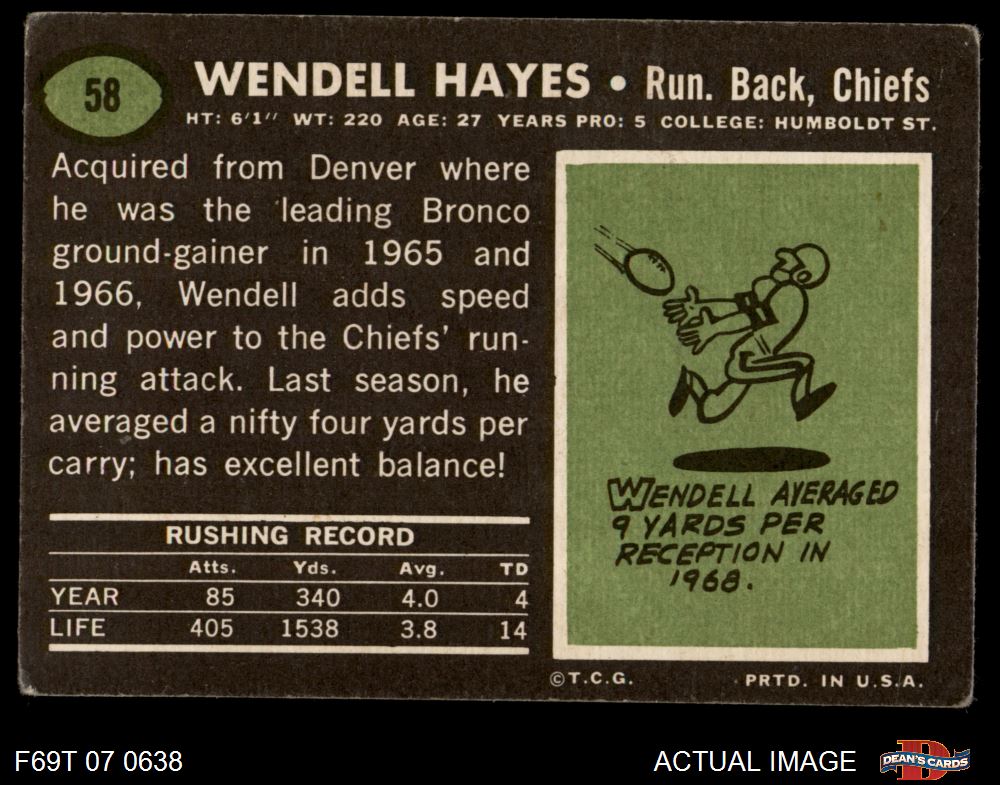 58
WENDELL HAYES • Run. Back, Chiefs
HT: 6'1" WT: 220 AGE: 27 YEARS PRO: 5 COLLEGE: HUMBOLDT ST.
Acquired from Denver where
he was the leading Bronco
ground-gainer in 1965 and
1966, Wendell adds speed
and power to the Chiefs' run-
ning attack. Last season, he
averaged a nifty four yards per
carry; has excellent balance!
RUSHING RECORD
Atts. Yds. Avg. TD
YEAR 85 340 4.0 4
LIFE 405 1538 3.8 14
WENDELL AVERAGED
9 YARDS PER
RECEPTION IN
1968.
©T.C.G. PRTD. IN U.S.A.
F69T 07 0638
ACTUAL IMAGE
DEAN'S CARDS